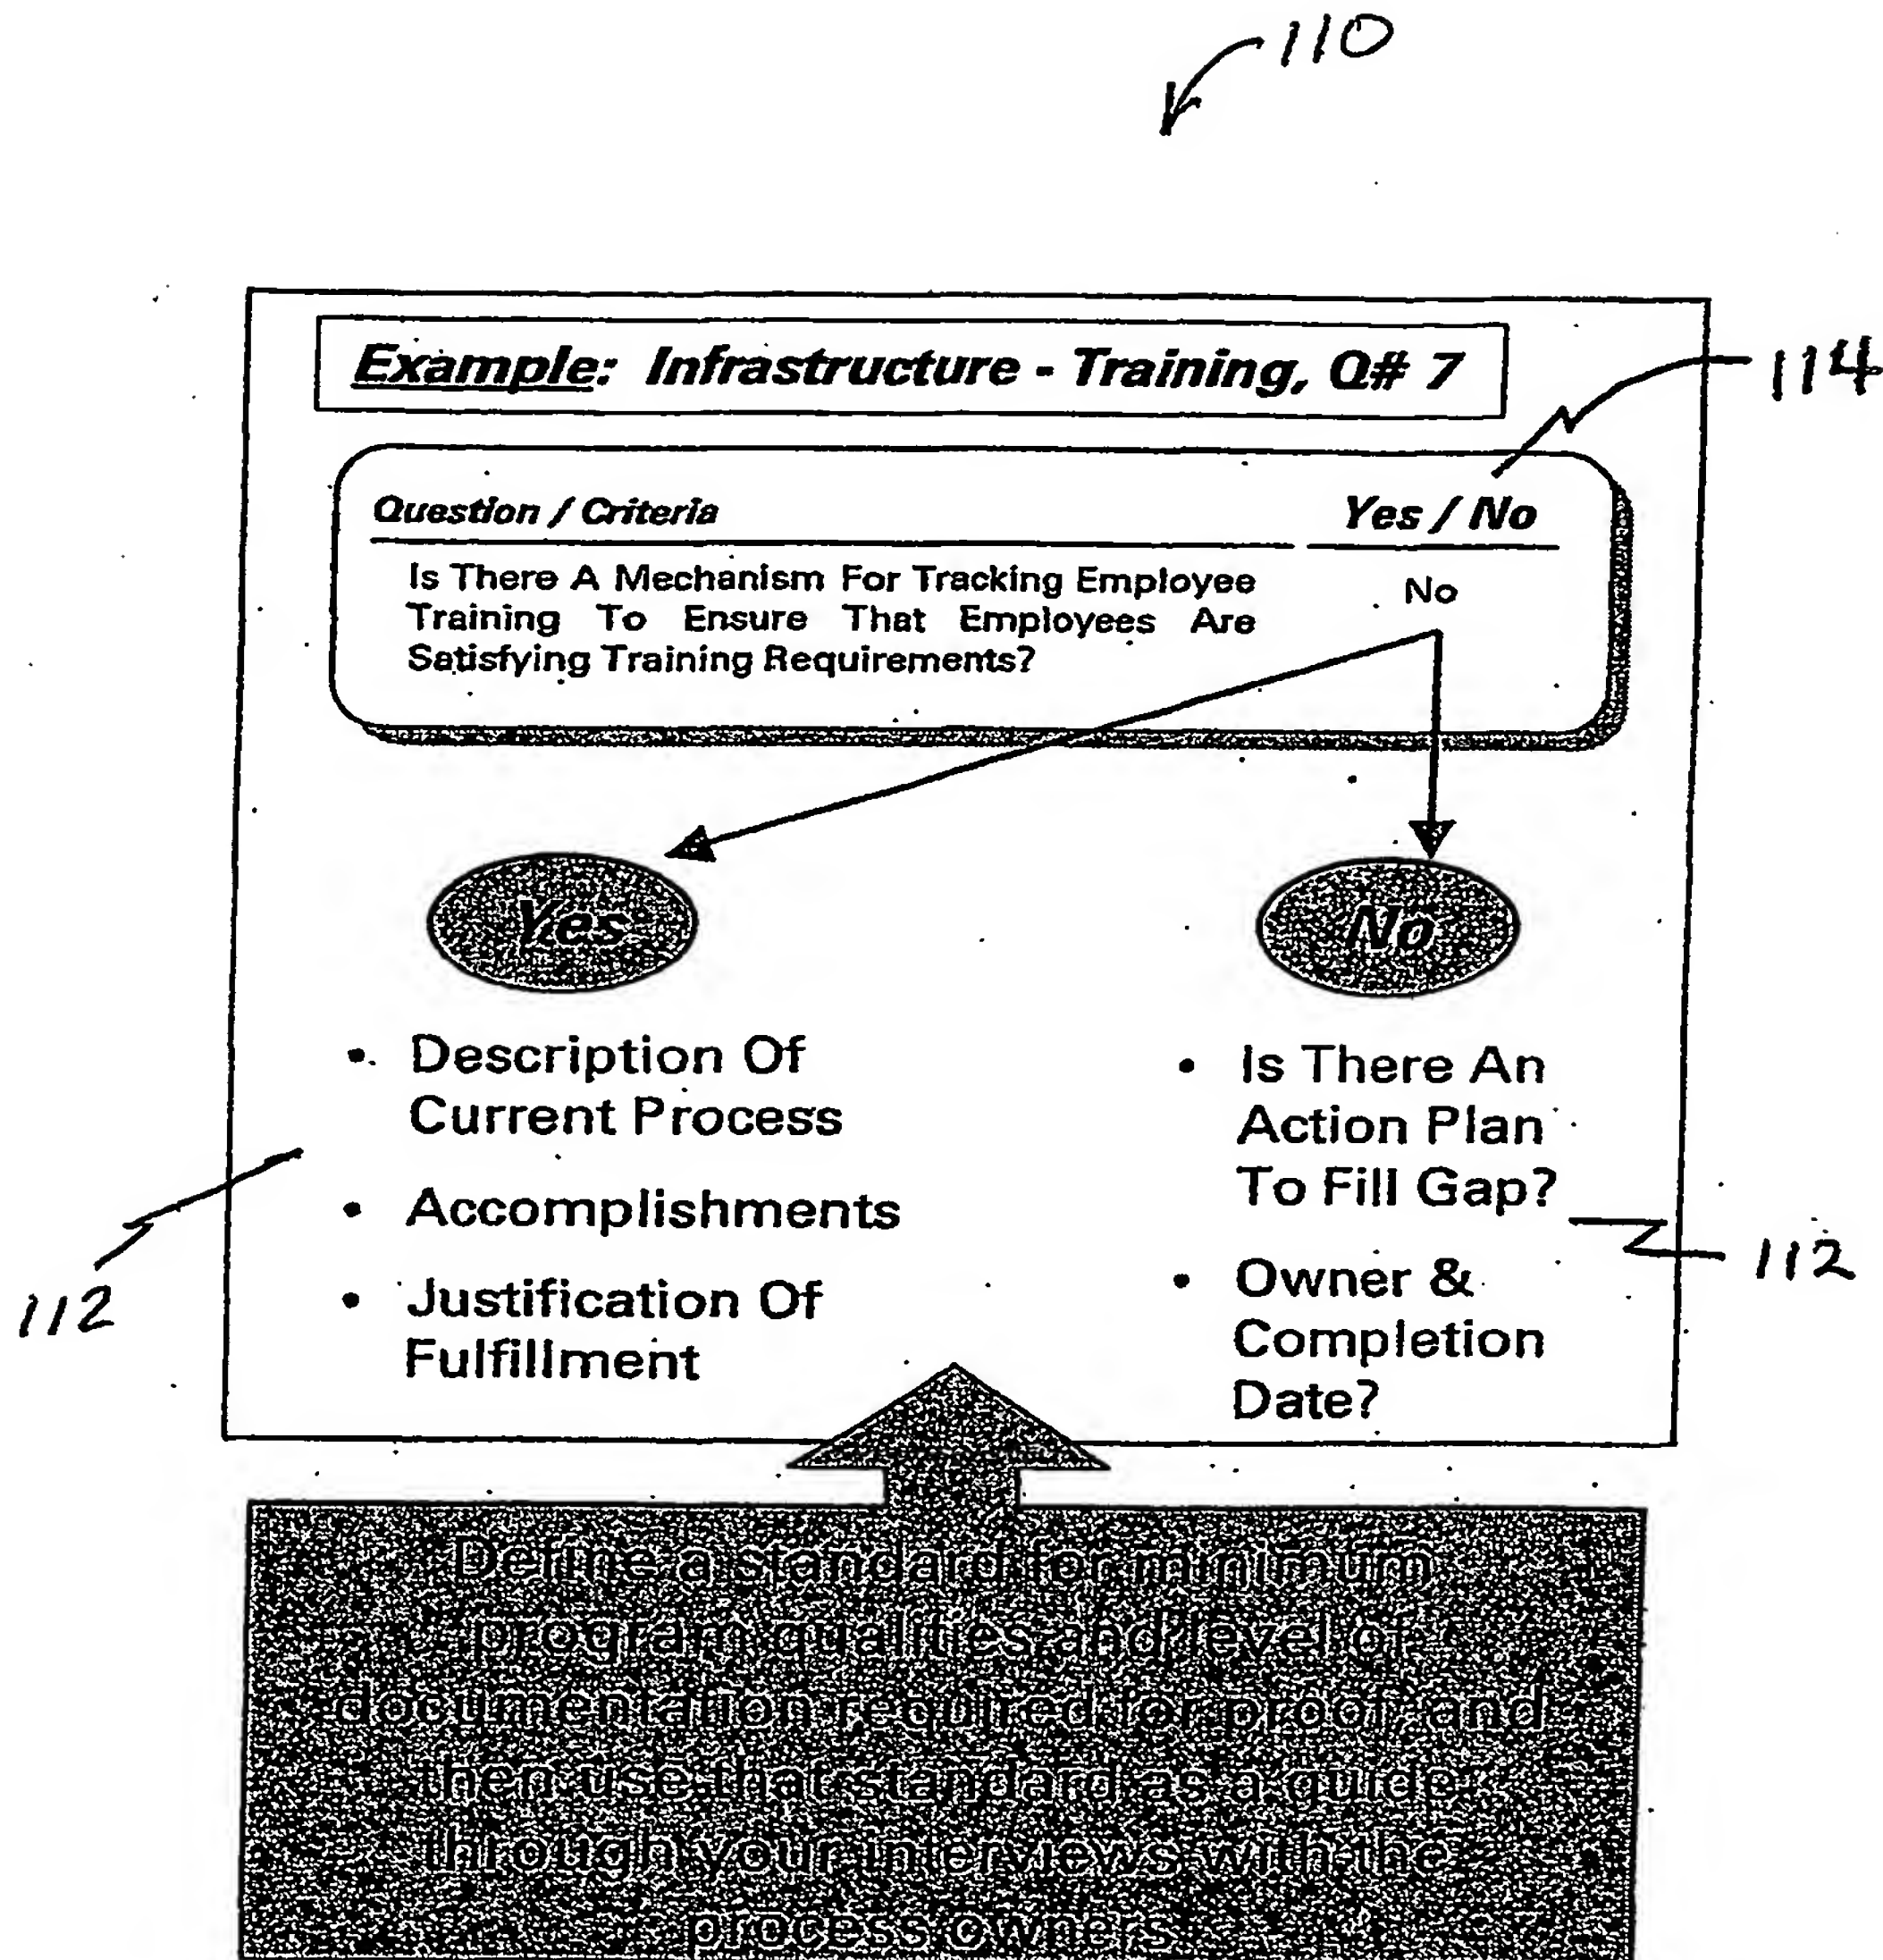 110
Example: Infrastructure - Training, Q# 7
114
Question / Criteria Yes / No
Is There A Mechanism For Tracking Employee
Training To Ensure That Employees Are
Satisfying Training Requirements?
No
Yes
No
• Description Of
Current Process
• Accomplishments
• Justification Of
Fulfillment
112
• Is There An
Action Plan
To Fill Gap?
• Owner &
Completion
Date?
112
Define a standard for minimum
program qualities and level of
documentation required for proof, and
then use that standard as a guide
through your interviews with the
process owners